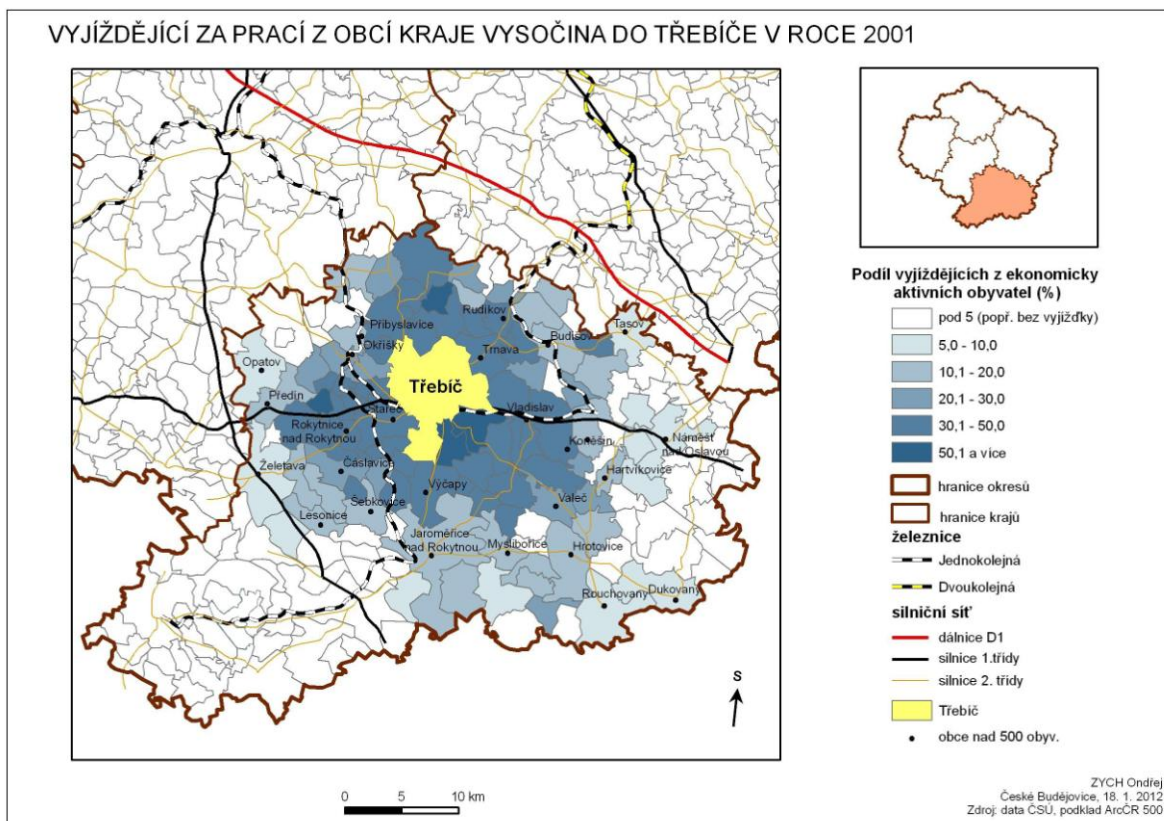 VYJÍŽDĚJÍCÍ ZA PRACÍ Z OBCÍ KRAJE VYSOČINA DO TŘEBÍČE V ROCE 2001
Rudíkov
Tasov
Přibyslavice
Budišov
Okříšky
Trnava
Opatov
Třebíč
Předín
Stařeč
Vladislav
Rokytnice
nad Rokytnou
Koněšín
Náměšť
nad Oslavou
Želetava
Čáslavice
Hartvíkovice
Výčapy
Valeč
Šebkovice
Lesonice
Jaroměřice
nad Rokytnou
Myslibořice
Hrotovice
Rouchovany
Dukovany
S
0 5 10 km
Podíl vyjíždějících z ekonomicky
aktivních obyvatel (%)
pod 5 (popř. bez vyjížďky)
5,0 - 10,0
10,1 - 20,0
20,1 - 30,0
30,1 - 50,0
50,1 a více
hranice okresů
hranice krajů
železnice
Jednokolejná
Dvoukolejná
silniční síť
dálnice D1
silnice 1.třídy
silnice 2. třídy
Třebíč
obce nad 500 obyv.
ZYCH Ondřej
České Budějovice, 18. 1. 2012
Zdroj: data ČSÚ, podklad ArcČR 500